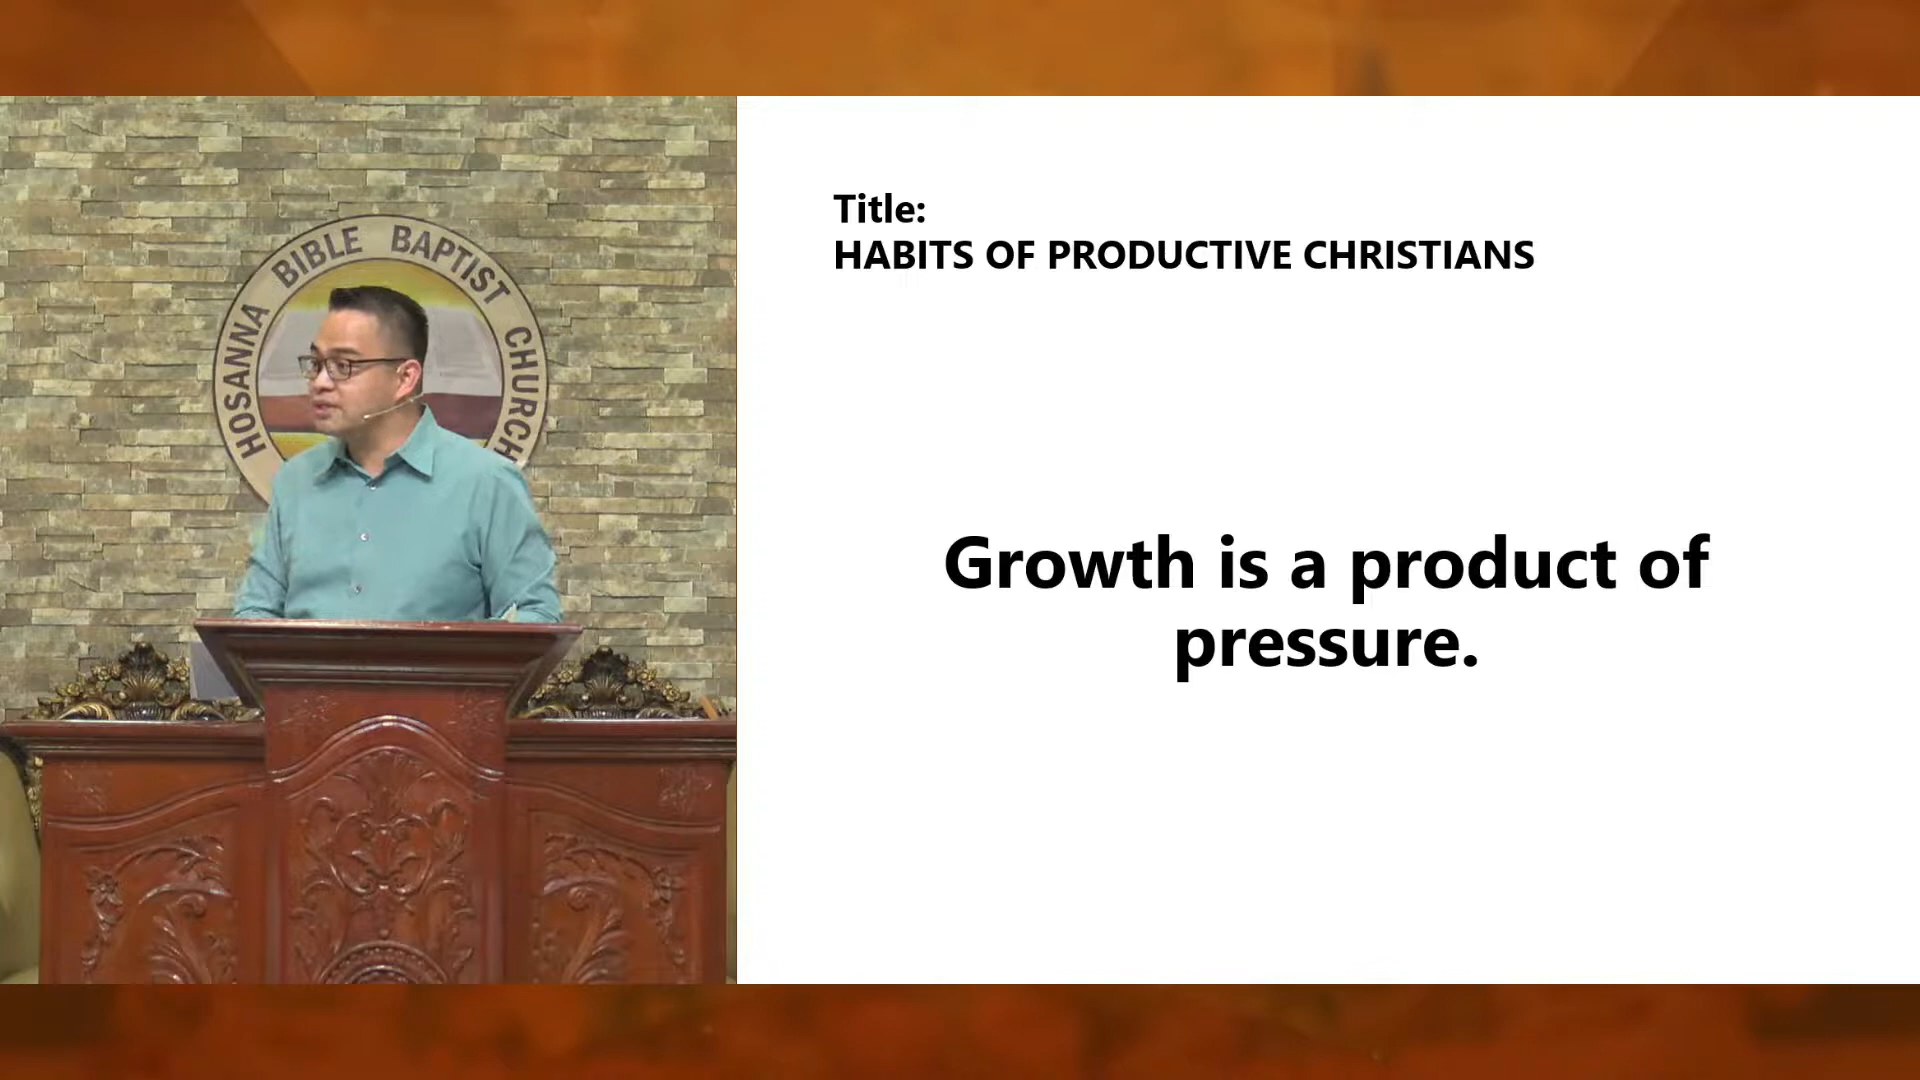 HOSANNA BIBLE BAPTIST CHURCH
Title:
HABITS OF PRODUCTIVE CHRISTIANS
Growth is a product of
pressure.